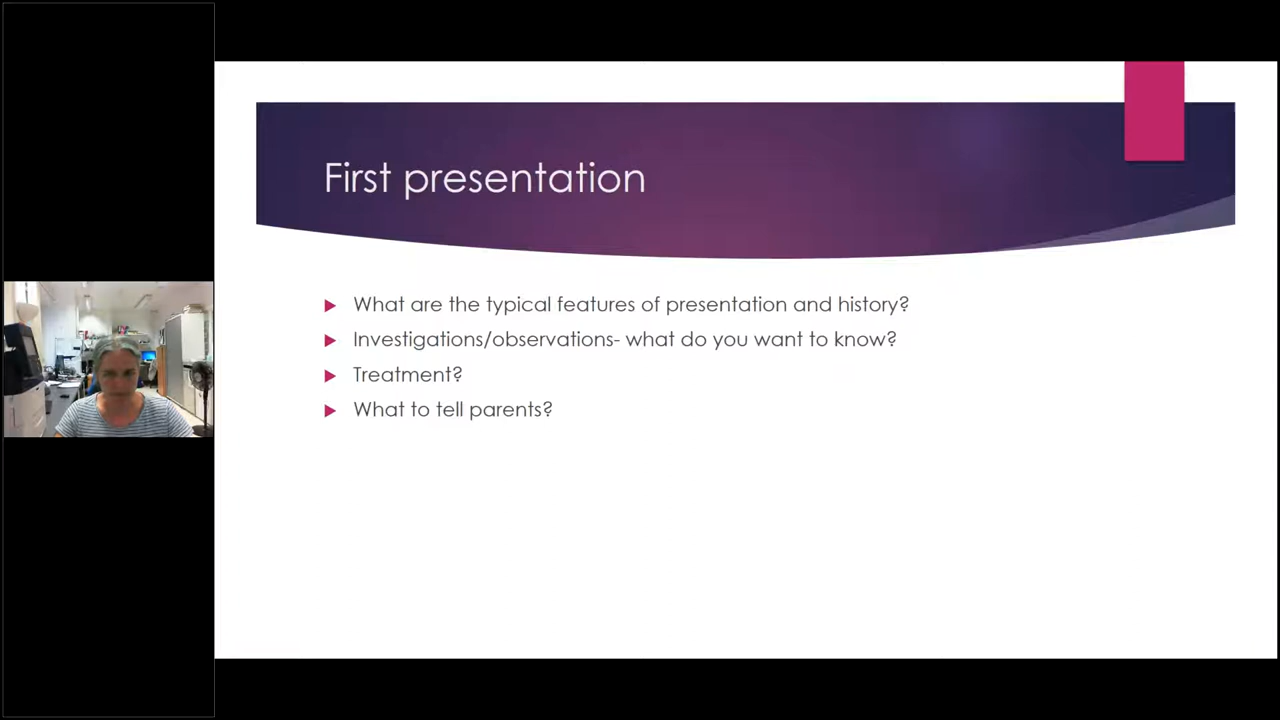 First presentation
What are the typical features of presentation and history?
Investigations/observations- what do you want to know?
Treatment?
What to tell parents?